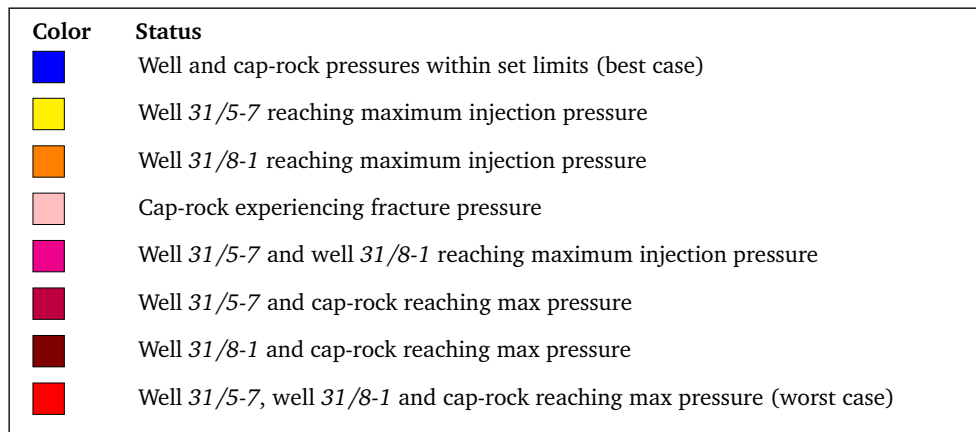 Color Status
Well and cap-rock pressures within set limits (best case)
Well 31/5-7 reaching maximum injection pressure
Well 31/8-1 reaching maximum injection pressure
Cap-rock experiencing fracture pressure
Well 31/5-7 and well 31/8-1 reaching maximum injection pressure
Well 31/5-7 and cap-rock reaching max pressure
Well 31/8-1 and cap-rock reaching max pressure
Well 31/5-7, well 31/8-1 and cap-rock reaching max pressure (worst case)